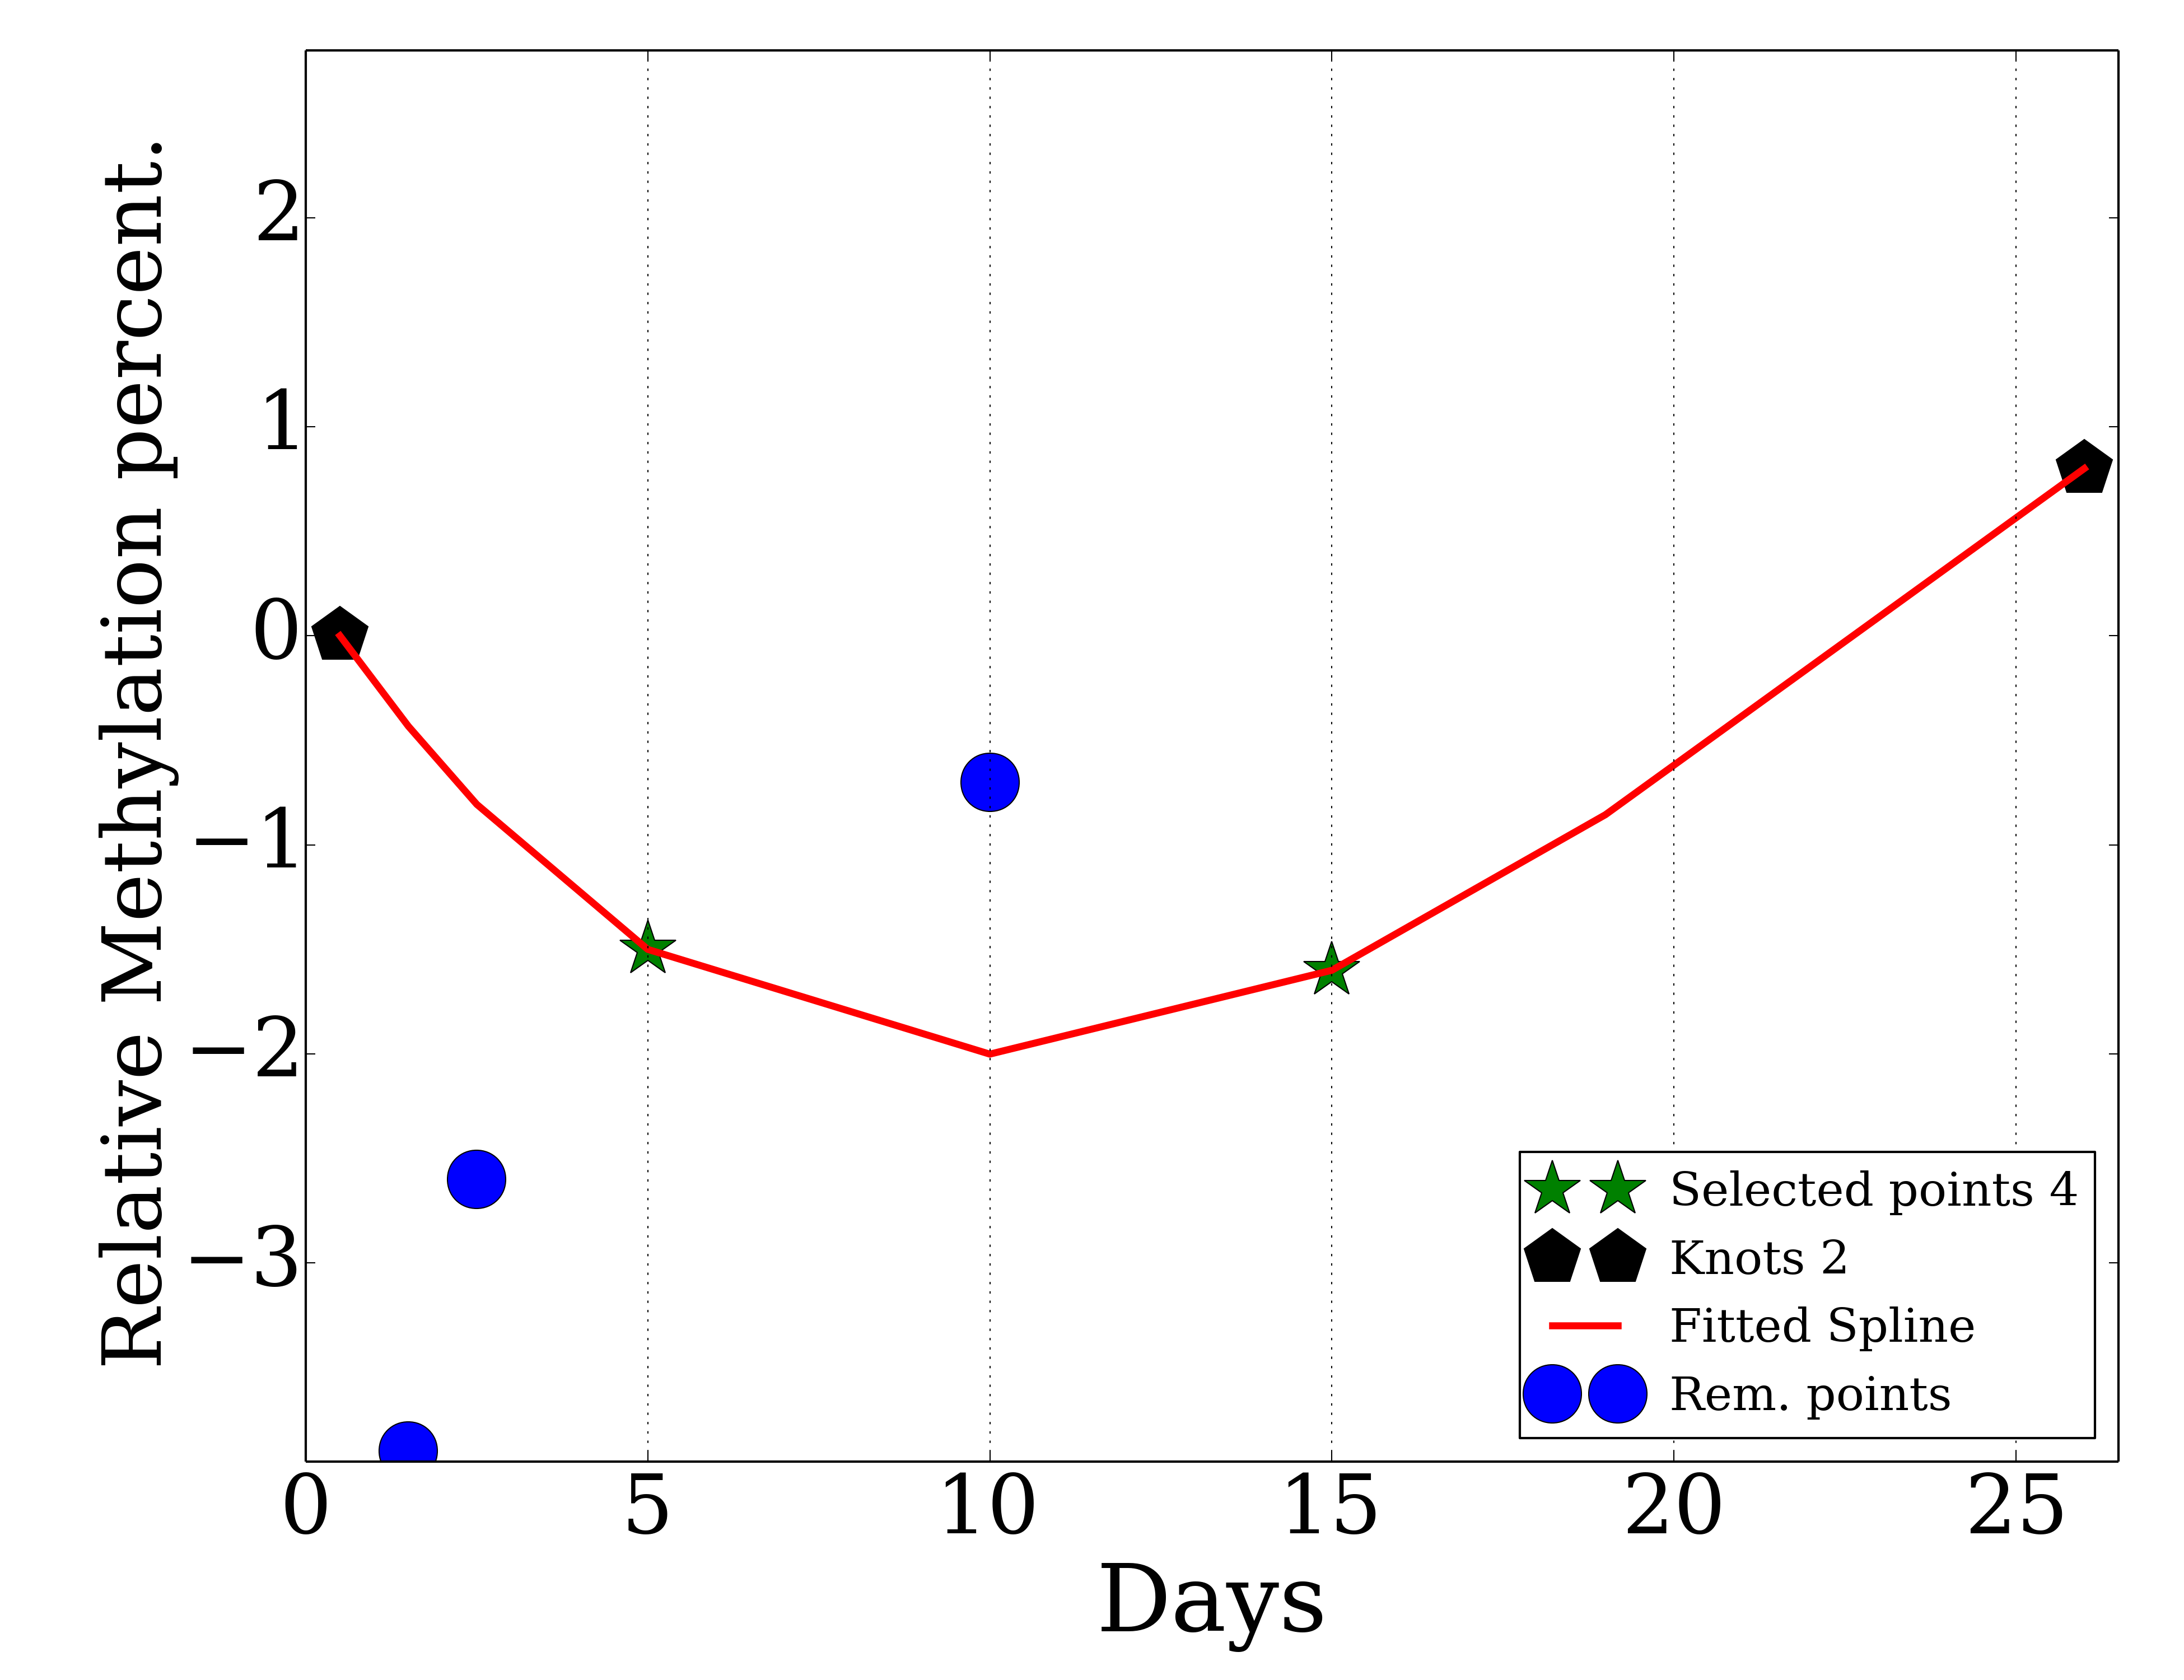 Relative Methylation percent.
2
1
0
−1
−2
−3
0 5 10 15 20 25
Days
Selected points 4
Knots 2
Fitted Spline
Rem. points